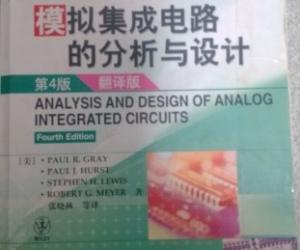 模拟集成电路
的分析与设计
第4版 翻译版
ANALYSIS AND DESIGN OF ANALOG
INTEGRATED CIRCUITS
Fourth Edition
[美] • PAUL R. GRAY
• PAUL J. HURST
• STEPHEN H. LEWIS
• ROBERT G. MEYER 著
张晓林 等译
WILEY